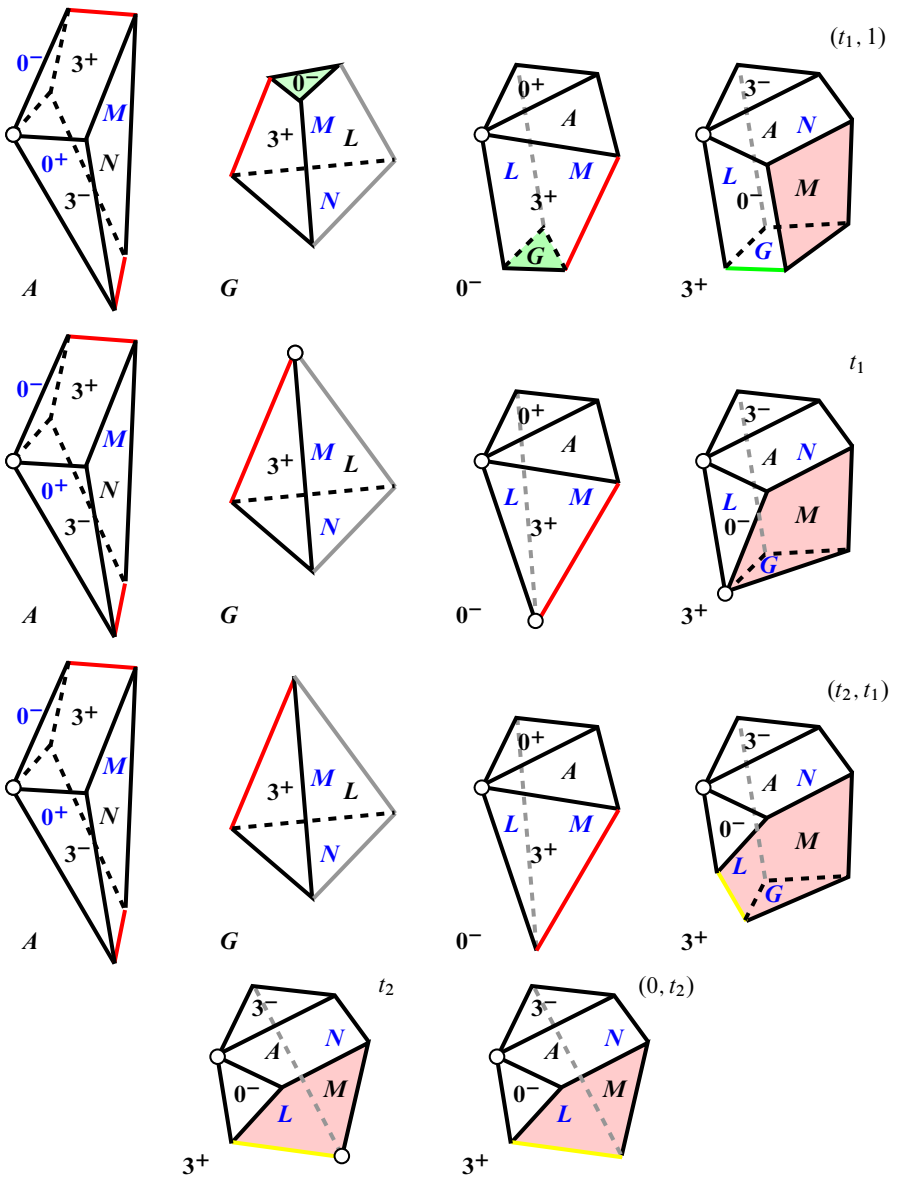 (t₁, 1)
0⁻ 3⁺ M 0⁺ N 3⁻ A
0⁻ 3⁺ M L N G
0⁺ A L M 3⁺ G 0⁻
3⁻ A N L 0⁻ M G 3⁺
t₁
0⁻ 3⁺ M 0⁺ N 3⁻ A
3⁺ M L N G
0⁺ A L M 3⁺ 0⁻
3⁻ A N L 0⁻ M G 3⁺
(t₂, t₁)
0⁻ 3⁺ M 0⁺ N 3⁻ A
3⁺ M L N G
0⁺ A L M 3⁺ 0⁻
3⁻ A N 0⁻ L M G 3⁺
t₂
3⁻ A N 0⁻ L M 3⁺
(0, t₂)
3⁻ A N 0⁻ L M 3⁺